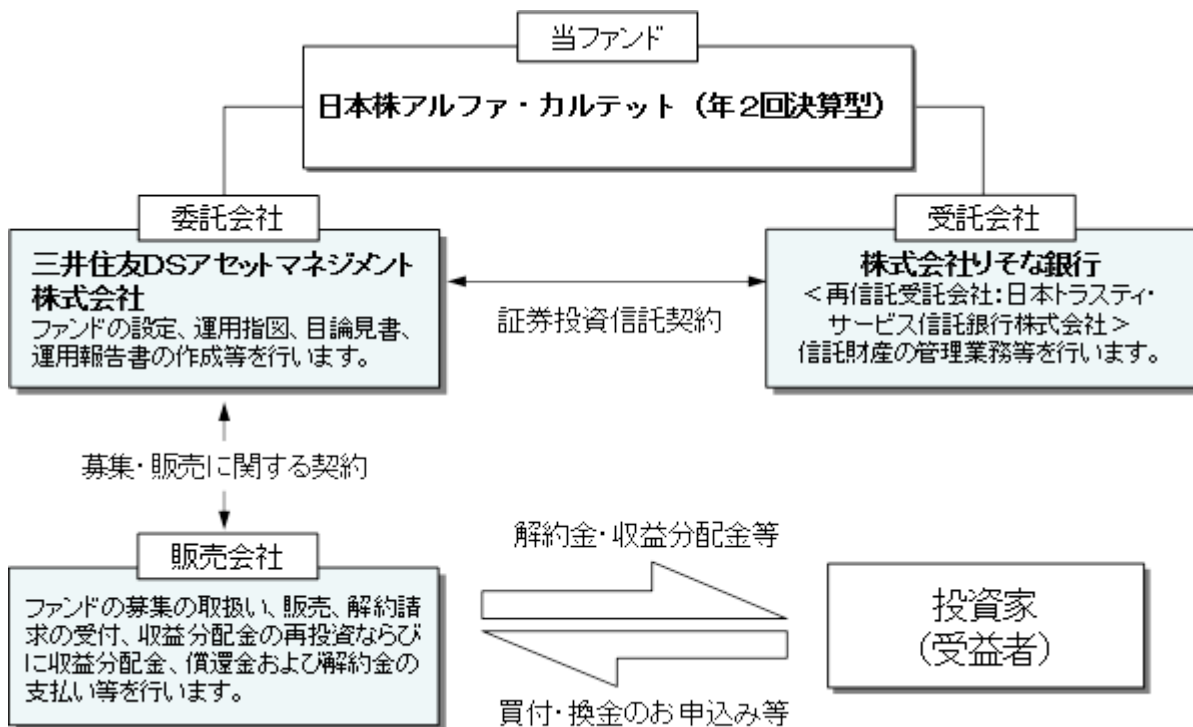 当ファンド
日本株アルファ・カルテット（年２回決算型）
委託会社
三井住友DSアセットマネジメント
株式会社
ファンドの設定、運用指図、目論見書、
運用報告書の作成等を行います。
証券投資信託契約
受託会社
株式会社りそな銀行
＜再信託受託会社：日本トラスティ・
サービス信託銀行株式会社＞
信託財産の管理業務等を行います。
募集・販売に関する契約
販売会社
ファンドの募集の取扱い、販売、解約請
求の受付、収益分配金の再投資ならび
に収益分配金、償還金および解約金の
支払い等を行います。
解約金・収益分配金等
買付・換金のお申込み等
投資家
（受益者）